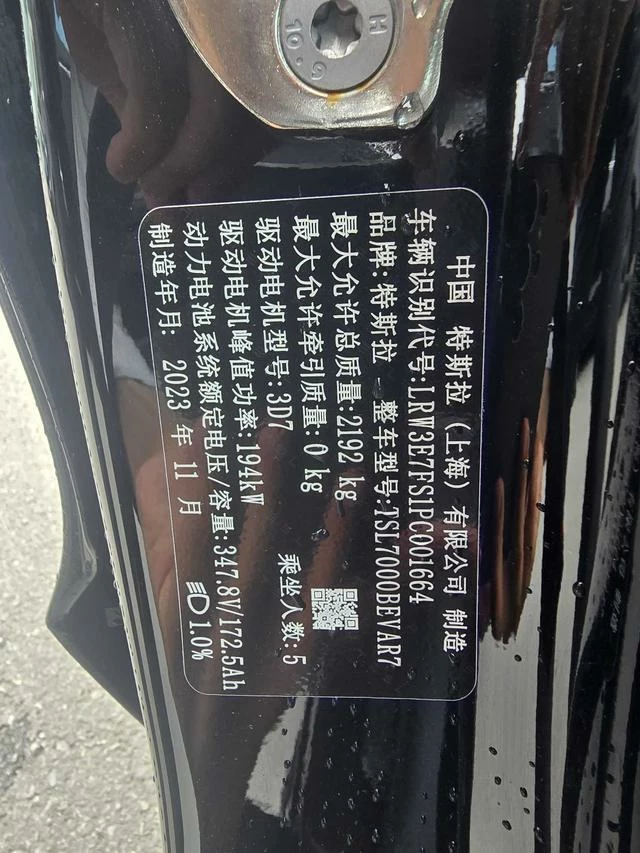 10.9 H
中国 特斯拉（上海）有限公司 制造
车辆识别代号:LRW3E7FS1PC001664
品牌:特斯拉 整车型号:TSL7000BEVAR7
最大允许总质量:2192 kg
最大允许牵引质量:0 kg
驱动电机型号:3D7 乘坐人数:5
驱动电机峰值功率:194kW
动力电池系统额定电压/容量:347.8V/172.5Ah
制造年月: 2023 年 11 月 1.0%